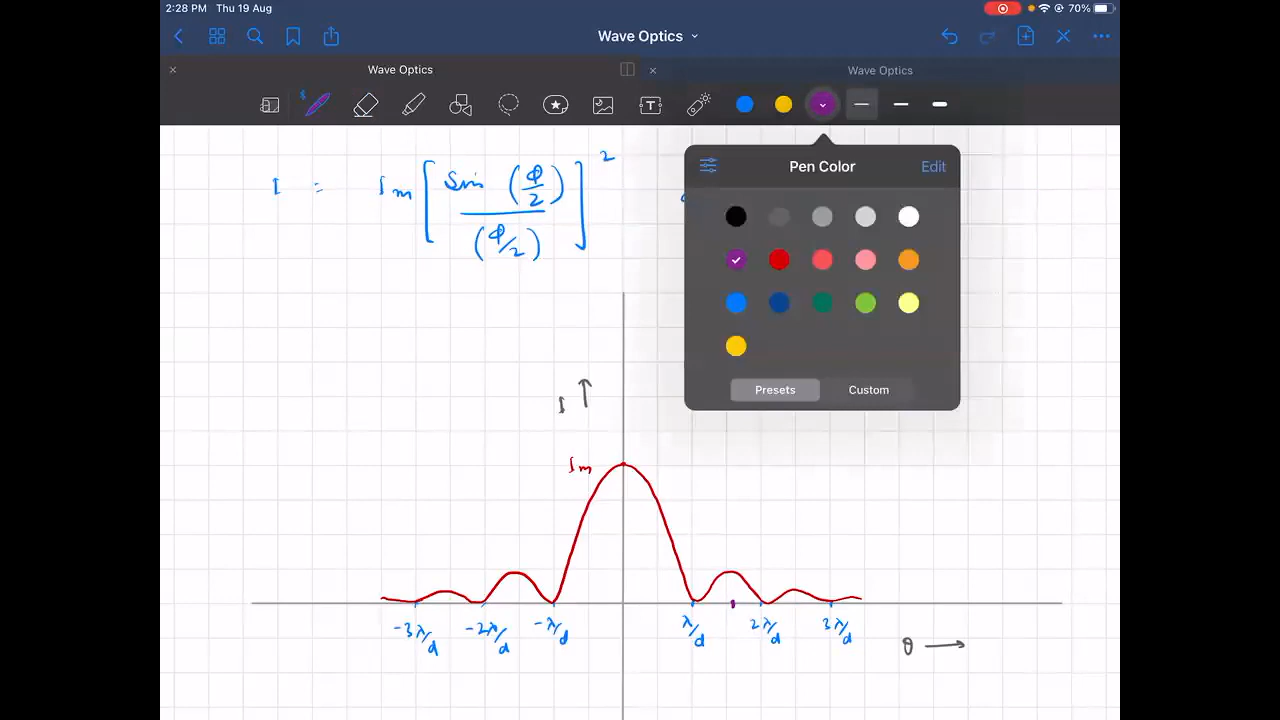 2:28 PM Thu 19 Aug
70%
Wave Optics
Wave Optics
Wave Optics
T
Pen Color
Edit
Presets
Custom
I = Im [ Sin (Φ/2) / (Φ/2) ]²
I ↑
Im
-3λ/d -2λ/d -λ/d λ/d 2λ/d 3λ/d
θ →